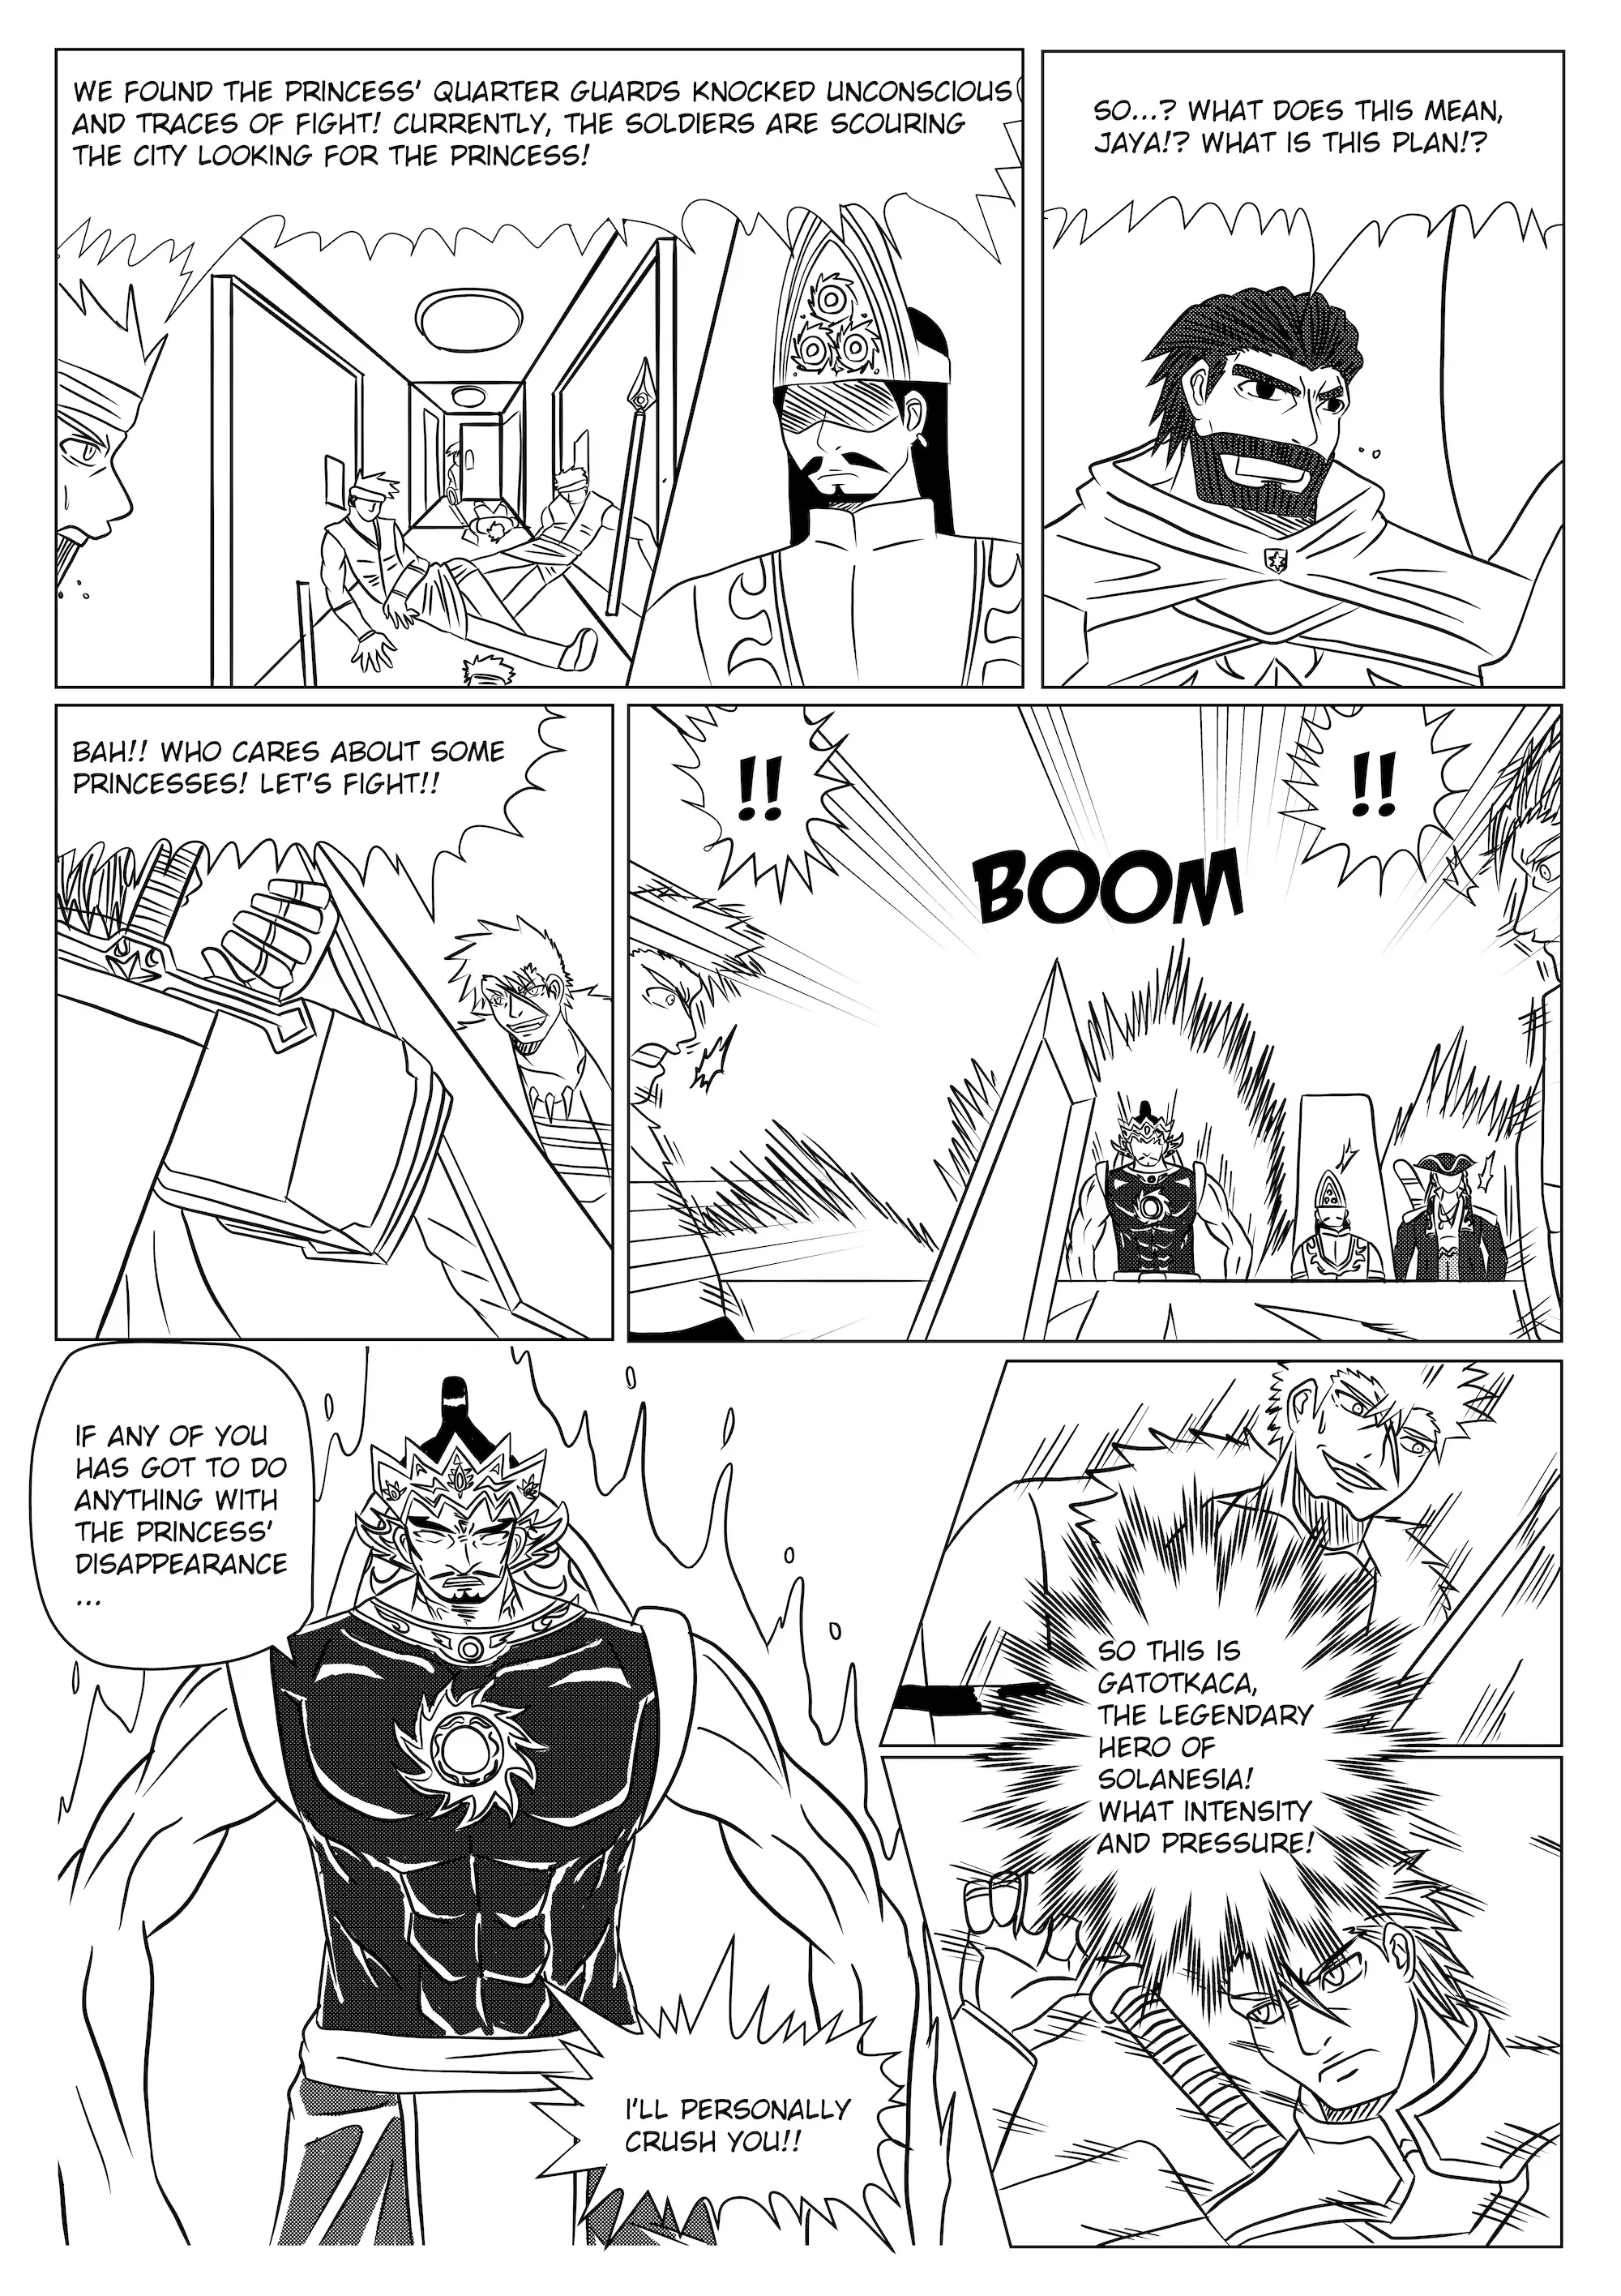 WE FOUND THE PRINCESS' QUARTER GUARDS KNOCKED UNCONSCIOUS
AND TRACES OF FIGHT! CURRENTLY, THE SOLDIERS ARE SCOURING
THE CITY LOOKING FOR THE PRINCESS!
SO...? WHAT DOES THIS MEAN,
JAYA!? WHAT IS THIS PLAN!?
BAH!! WHO CARES ABOUT SOME
PRINCESSES! LET'S FIGHT!!
!!
!!
BOOM
IF ANY OF YOU
HAS GOT TO DO
ANYTHING WITH
THE PRINCESS'
DISAPPEARANCE
...
SO THIS IS
GATOTKACA,
THE LEGENDARY
HERO OF
SOLANESIA!
WHAT INTENSITY
AND PRESSURE!
I'LL PERSONALLY
CRUSH YOU!!